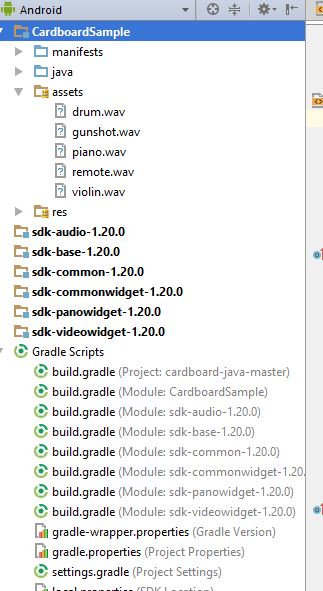 Android
CardboardSample
manifests
java
assets
drum.wav
gunshot.wav
piano.wav
remote.wav
violin.wav
res
sdk-audio-1.20.0
sdk-base-1.20.0
sdk-common-1.20.0
sdk-commonwidget-1.20.0
sdk-panowidget-1.20.0
sdk-videowidget-1.20.0
Gradle Scripts
build.gradle (Project: cardboard-java-master)
build.gradle (Module: CardboardSample)
build.gradle (Module: sdk-audio-1.20.0)
build.gradle (Module: sdk-base-1.20.0)
build.gradle (Module: sdk-common-1.20.0)
build.gradle (Module: sdk-commonwidget-1.20.
build.gradle (Module: sdk-panowidget-1.20.0)
build.gradle (Module: sdk-videowidget-1.20.0)
gradle-wrapper.properties (Gradle Version)
gradle.properties (Project Properties)
settings.gradle (Project Settings)
local.properties (SDK Location)